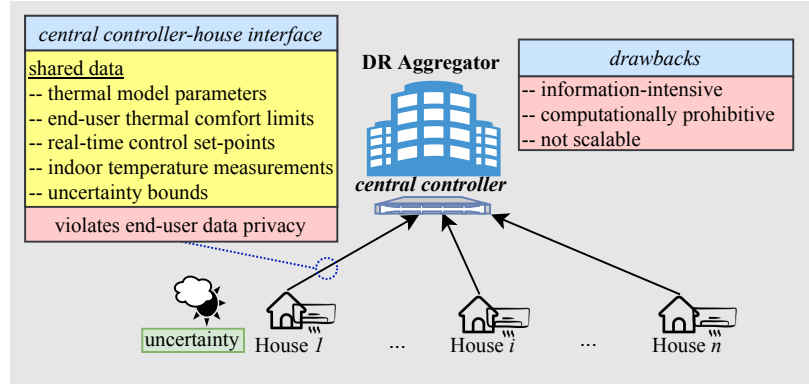 central controller-house interface
shared data
-- thermal model parameters
-- end-user thermal comfort limits
-- real-time control set-points
-- indoor temperature measurements
-- uncertainty bounds
violates end-user data privacy
DR Aggregator
central controller
drawbacks
-- information-intensive
-- computationally prohibitive
-- not scalable
uncertainty
House 1
...
House i
...
House n